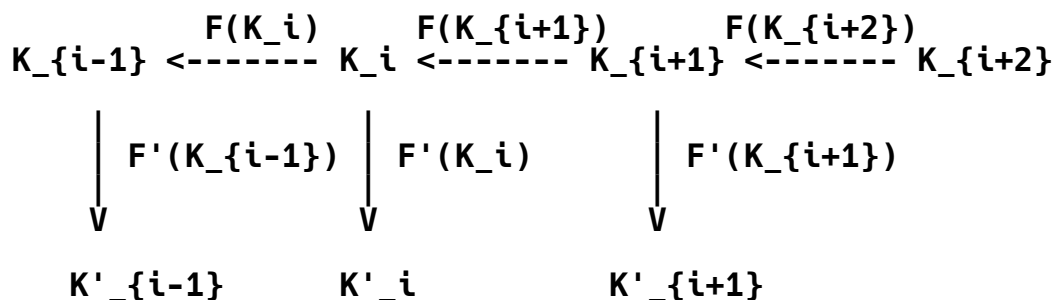 F(K_i) F(K_{i+1}) F(K_{i+2})
K_{i-1} <------- K_i <------- K_{i+1} <------- K_{i+2}
| | |
| F'(K_{i-1}) | F'(K_i) | F'(K_{i+1})
| | |
V V V
K'_{i-1} K'_i K'_{i+1}